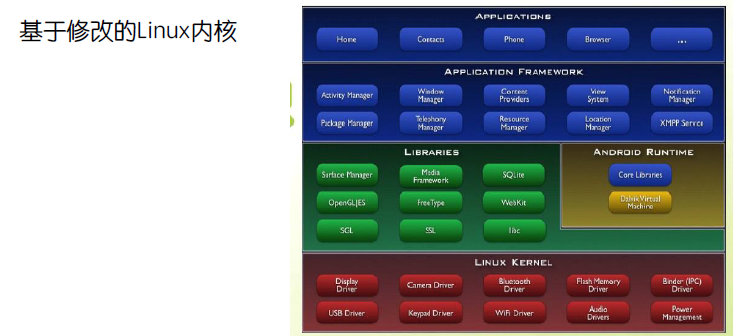 基于修改的Linux内核
APPLICATIONS
Home
Contacts
Phone
Browser
...
APPLICATION FRAMEWORK
Activity Manager
Window
Manager
Content
Providers
View
System
Notification
Manager
Package Manager
Telephony
Manager
Resource
Manager
Location
Manager
XMPP Service
LIBRARIES
Surface Manager
Media
Framework
SQLite
OpenGL|ES
FreeType
WebKit
SGL
SSL
libc
ANDROID RUNTIME
Core Libraries
Dalvik Virtual
Machine
LINUX KERNEL
Display
Driver
Camera Driver
Bluetooth
Driver
Flash Memory
Driver
Binder (IPC)
Driver
USB Driver
Keypad Driver
WiFi Driver
Audio
Drivers
Power
Management